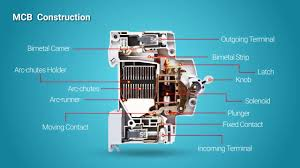 MCB Construction
Outgoing Terminal
Bimetal Carrier
Bimetal Strip
Arc-chutes Holder
Latch
Knob
Arc-chutes
Arc-runner
Solenoid
Plunger
Moving Contact
Fixed Contact
Incoming Terminal